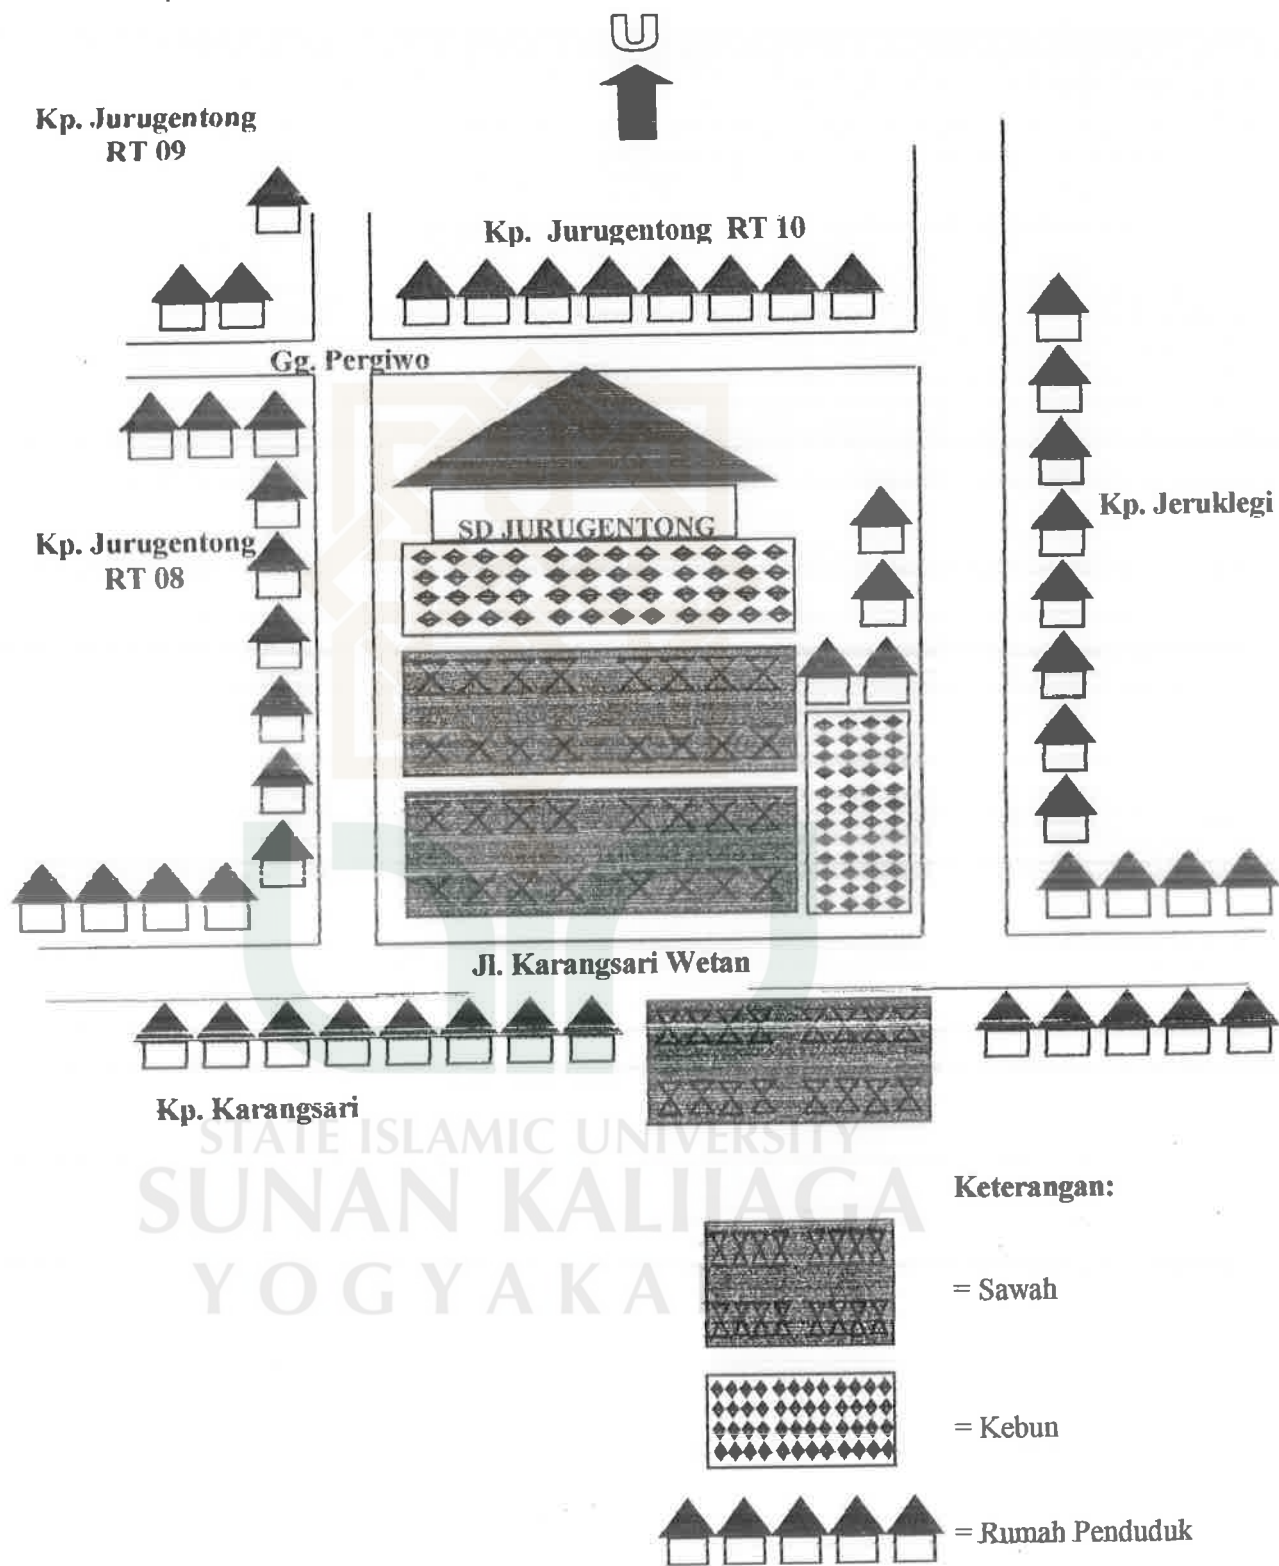 U
Kp. Jurugentong
RT 09
Kp. Jurugentong RT 10
Gg. Pergiwo
SD JURUGENTONG
Kp. Jeruklegi
Kp. Jurugentong
RT 08
Jl. Karangsari Wetan
Kp. Karangsari
STATE ISLAMIC UNIVERSITY
SUNAN KALIJAGA
Keterangan:
= Sawah
= Kebun
= Rumah Penduduk